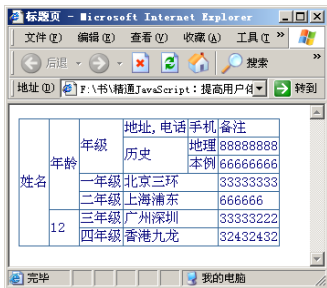 标题页 - Microsoft Internet Explorer
文件(F) 编辑(E) 查看(V) 收藏(A) 工具(T »
后退 搜索 »
地址(D) F:\书\精通JavaScript：提高用户体 转到
地址,电话 手机 备注
年级 历史 地理 88888888
年龄 本例 66666666
姓名 一年级 北京三环 33333333
二年级 上海浦东 666666
12 三年级 广州深圳 33333222
四年级 香港九龙 32432432
完毕 我的电脑